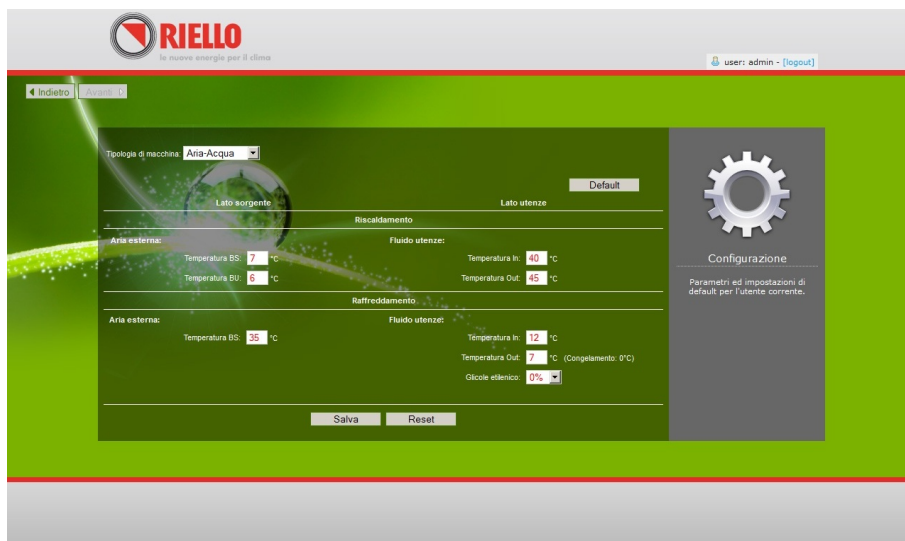 RIELLO
le nuove energie per il clima
user: admin - [logout]
Indietro Avanti
Tipologia di macchina: Aria-Acqua
Default
Lato sorgente Lato utenze
Riscaldamento
Aria esterna: Fluido utenze:
Temperatura BS: 7 °C Temperatura In: 40 °C
Temperatura BU: 6 °C Temperatura Out: 45 °C
Raffreddamento
Aria esterna: Fluido utenze:
Temperatura BS: 35 °C Temperatura In: 12 °C
Temperatura Out: 7 °C (Congelamento: 0°C)
Glicole etilenico: 0%
Salva Reset
Configurazione
Parametri ed impostazioni di
default per l'utente corrente.